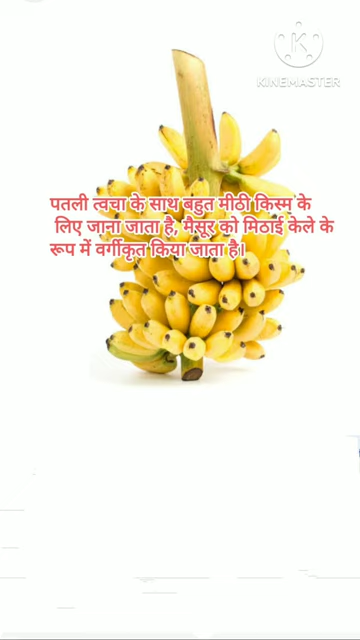 KINEMASTER
पतली त्वचा के साथ बहुत मीठी किस्म के
लिए जाना जाता है, मैसूर को मिठाई केले के
रूप में वर्गीकृत किया जाता है।